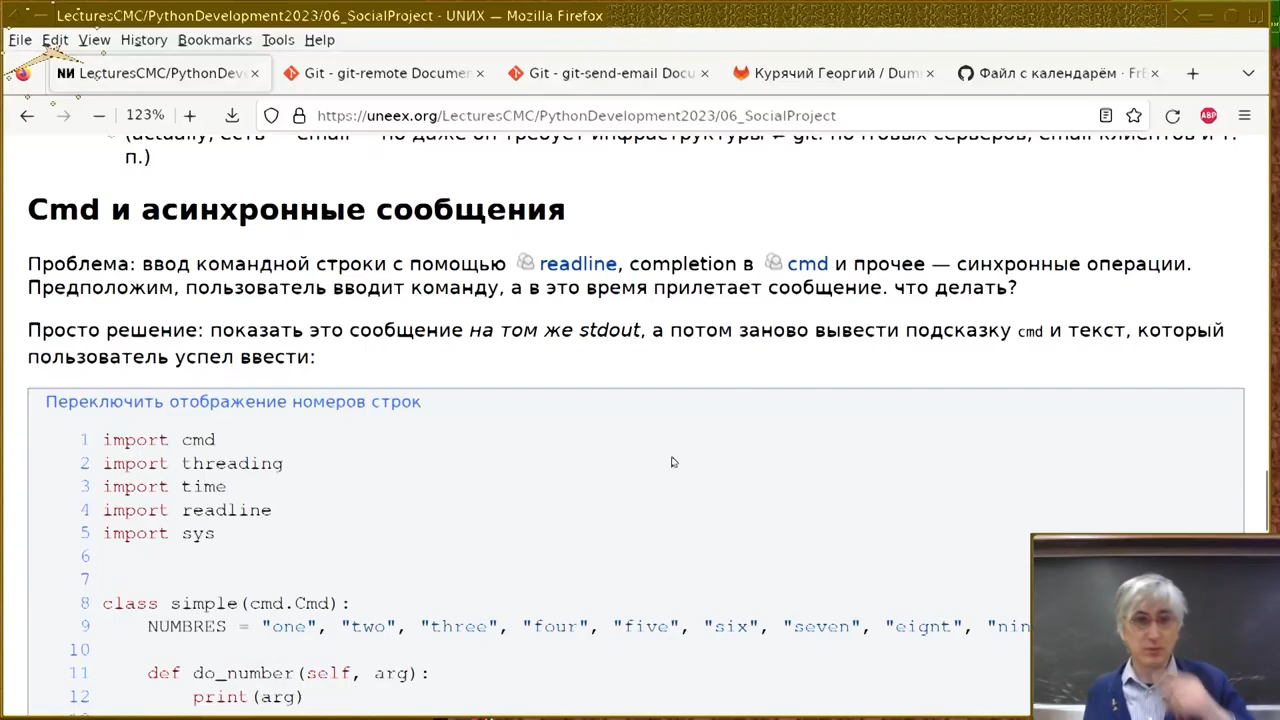 LecturesCMC/PythonDevelopment2023/06_SocialProject - UNИX — Mozilla Firefox
File Edit View History Bookmarks Tools Help
NИ LecturesCMC/PythonDeve
Git - git-remote Documen
Git - git-send-email Docu
Курячий Георгий / Dum
Файл с календарём · FrE
123%
https://uneex.org/LecturesCMC/PythonDevelopment2023/06_SocialProject
ABP
п.)
Cmd и асинхронные сообщения
Проблема: ввод командной строки с помощью readline, completion в cmd и прочее — синхронные операции.
Предположим, пользователь вводит команду, а в это время прилетает сообщение. что делать?
Просто решение: показать это сообщение на том же stdout, а потом заново вывести подсказку cmd и текст, который
пользователь успел ввести:
Переключить отображение номеров строк
1 import cmd
2 import threading
3 import time
4 import readline
5 import sys
6
7
8 class simple(cmd.Cmd):
9 NUMBRES = "one", "two", "three", "four", "five", "six", "seven", "eignt", "nin
10
11 def do_number(self, arg):
12 print(arg)